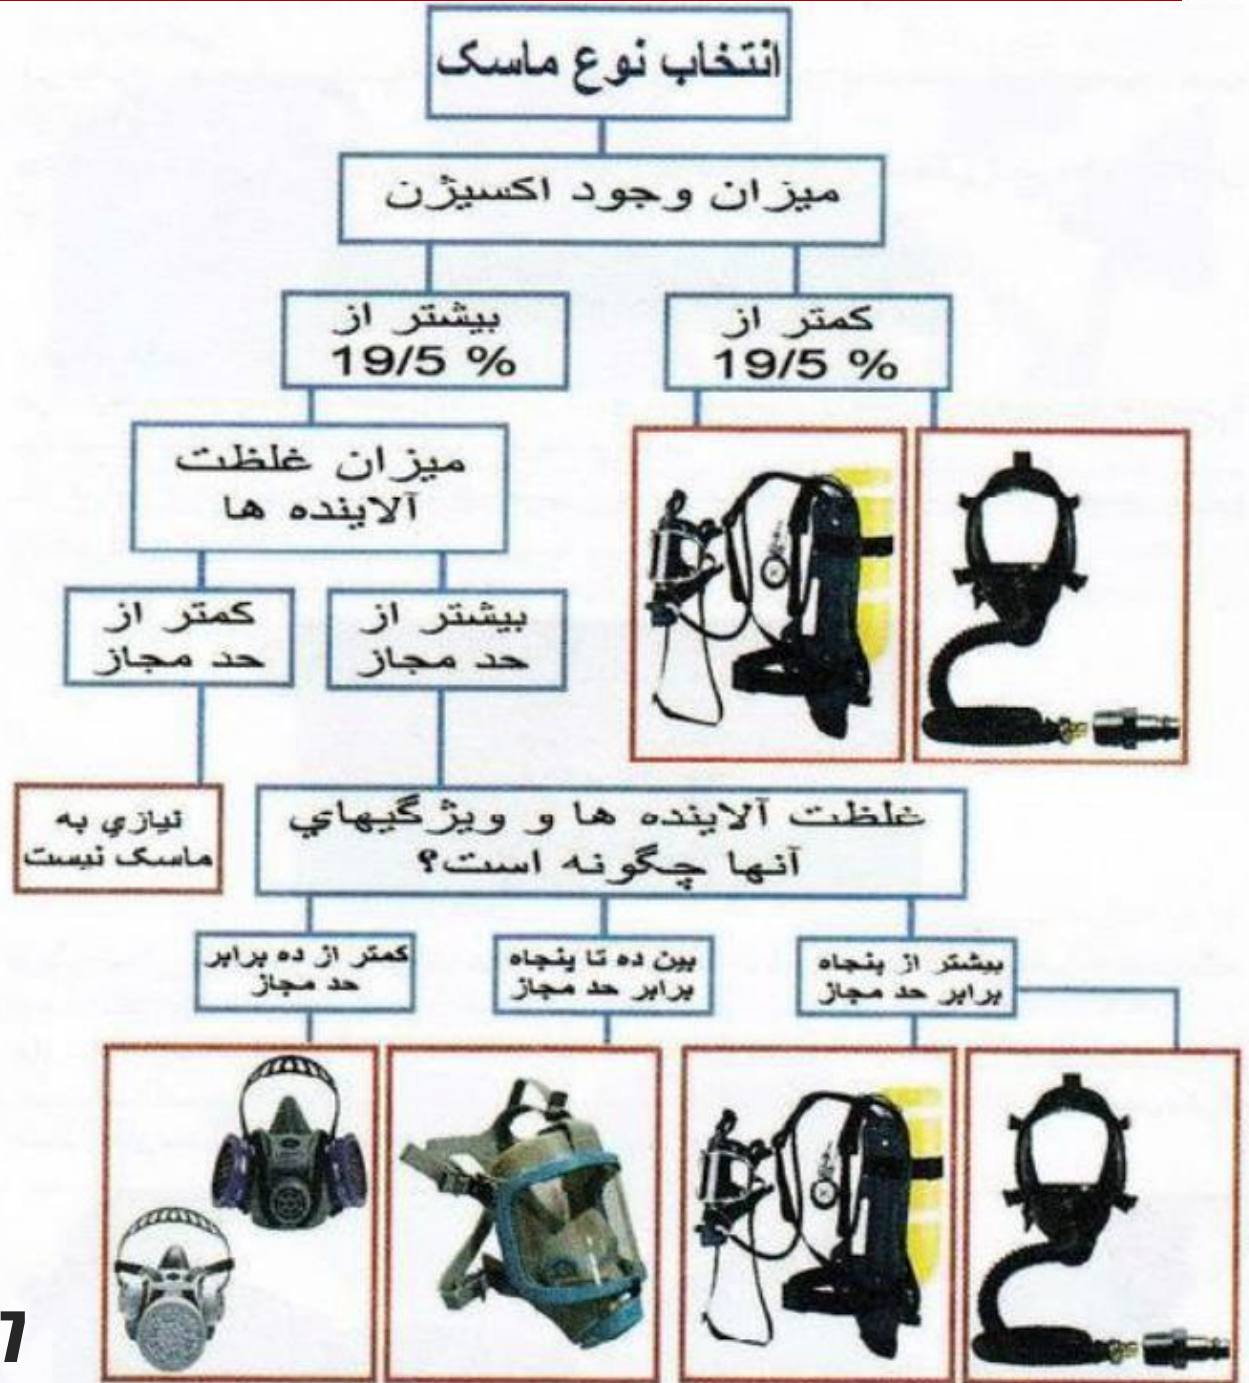 انتخاب نوع ماسک
میزان وجود اکسیژن
بیشتر از
19/5 %
کمتر از
19/5 %
میزان غلظت
آلاینده ها
کمتر از
حد مجاز
بیشتر از
حد مجاز
نیازي به
ماسک نیست
غلظت آلاینده ها و ویژگیهاي
آنها چگونه است؟
کمتر از ده برابر
حد مجاز
بین ده تا پنجاه
برابر حد مجاز
بیشتر از پنجاه
برابر حد مجاز
7